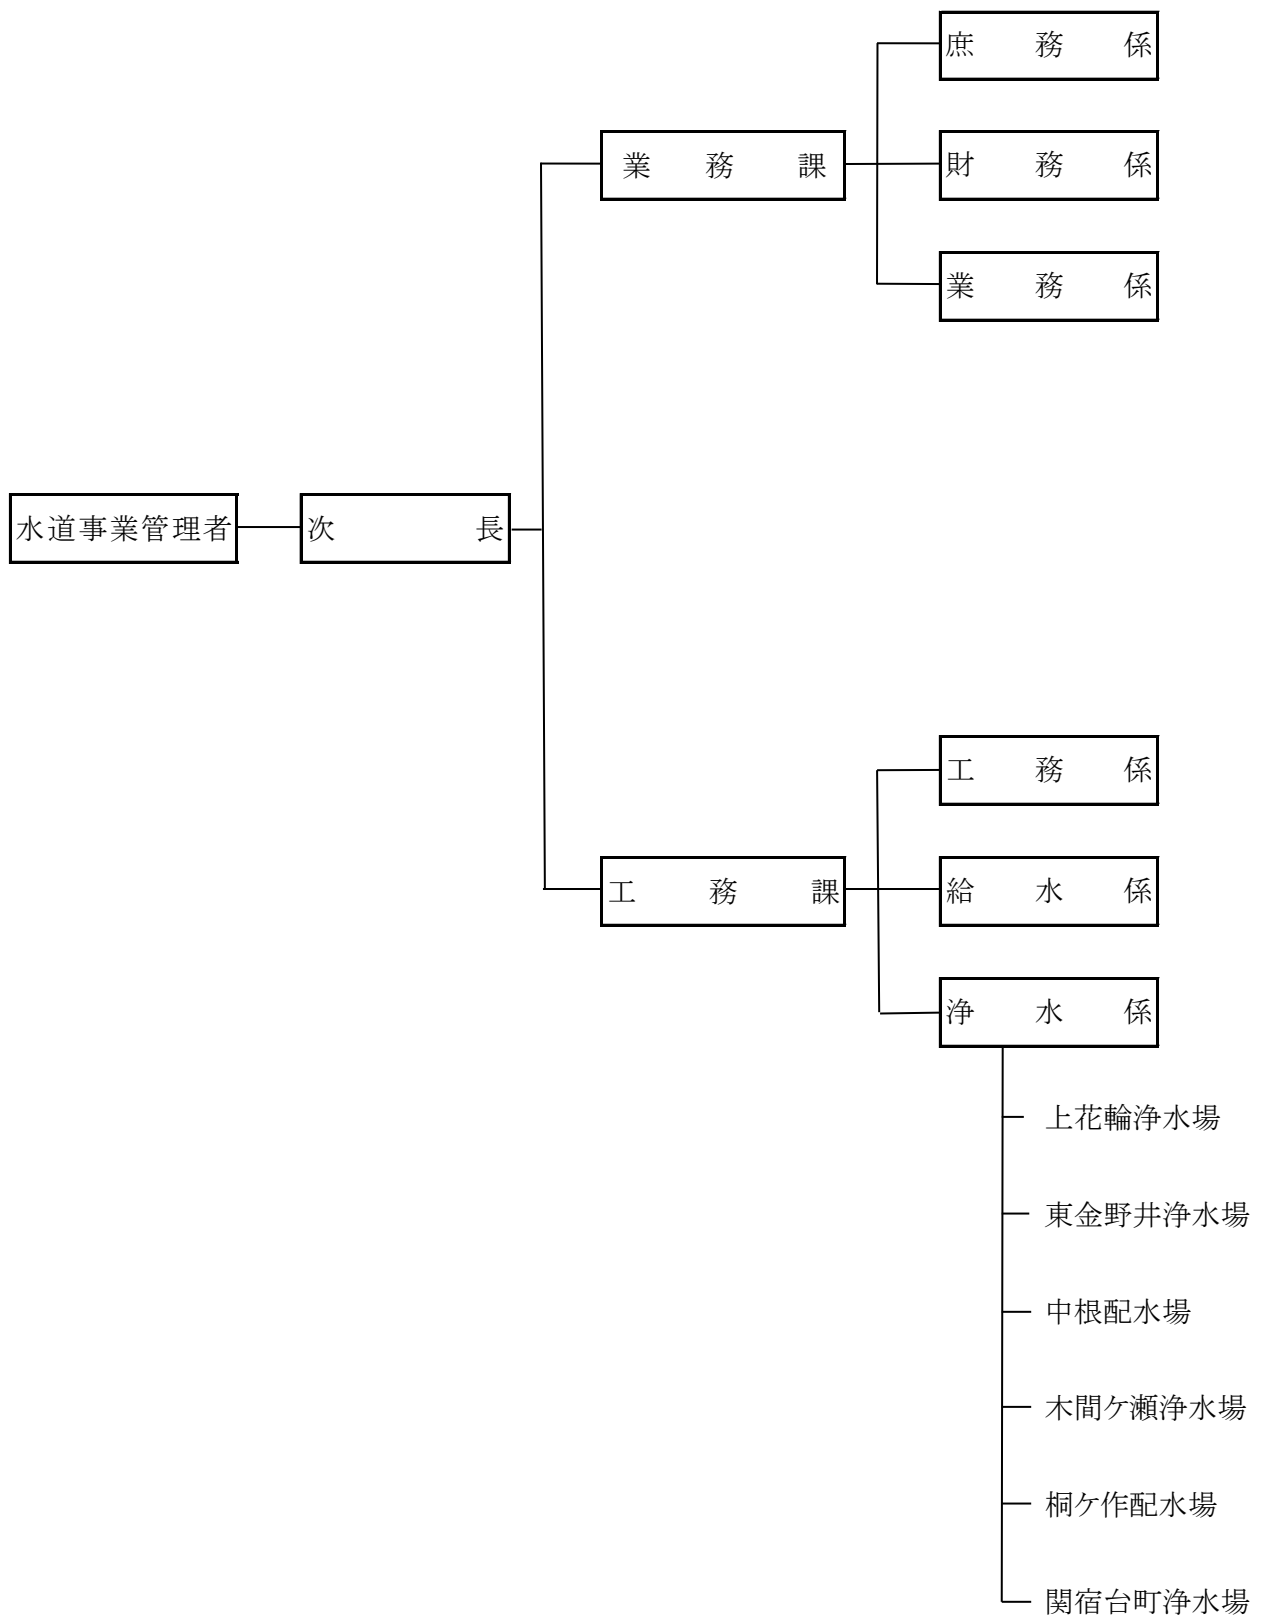 庶務係
業務課
財務係
業務係
水道事業管理者
次長
工務係
工務課
給水係
浄水係
上花輪浄水場
東金野井浄水場
中根配水場
木間ケ瀬浄水場
桐ケ作配水場
関宿台町浄水場